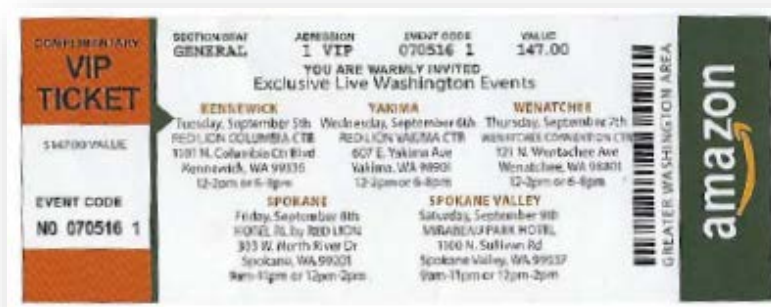 COMPLIMENTARY
VIP
TICKET
$147.00 VALUE
EVENT CODE
NO 070516 1
SECTION/SEAT ADMISSION EVENT CODE VALUE
GENERAL 1 VIP 070516 1 147.00
YOU ARE WARMLY INVITED
Exclusive Live Washington Events
KENNEWICK
Tuesday, September 5th
RED LION COLUMBIA CTR
1101 N. Columbia Ctr Blvd
Kennewick, WA 99336
12-2pm or 6-8pm
YAKIMA
Wednesday, September 6th
RED LION YAKIMA CTR
607 E. Yakima Ave
Yakima, WA 98901
12-2pm or 6-8pm
WENATCHEE
Thursday, September 7th
WENATCHEE CONVENTION CTR
121 N. Wentachee Ave
Wenatchee, WA 98801
12-2pm or 6-8pm
SPOKANE
Friday, September 8th
HOTEL RL by RED LION
303 W. North River Dr
Spokane, WA 99201
9am-11pm or 12pm-2pm
SPOKANE VALLEY
Saturday, September 9th
MIRABEAU PARK HOTEL
1100 N. Sullivan Rd
Spokane Valley, WA 99037
9am-11pm or 12pm-2pm
GREATER WASHINGTON AREA
amazon